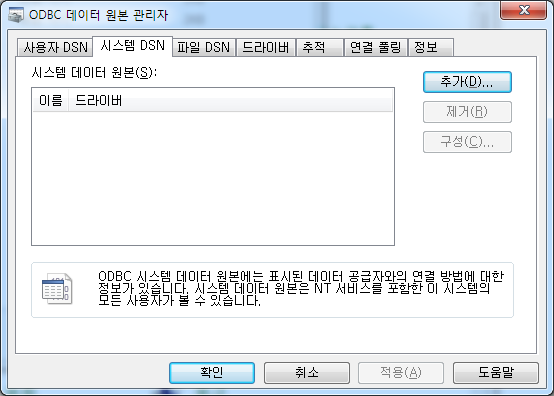 ODBC 데이터 원본 관리자
사용자 DSN 시스템 DSN 파일 DSN 드라이버 추적 연결 풀링 정보
시스템 데이터 원본(S):
이름 드라이버
추가(D)...
제거(R)
구성(C)...
ODBC 시스템 데이터 원본에는 표시된 데이터 공급자와의 연결 방법에 대한
정보가 있습니다. 시스템 데이터 원본은 NT 서비스를 포함한 이 시스템의
모든 사용자가 볼 수 있습니다.
확인 취소 적용(A) 도움말